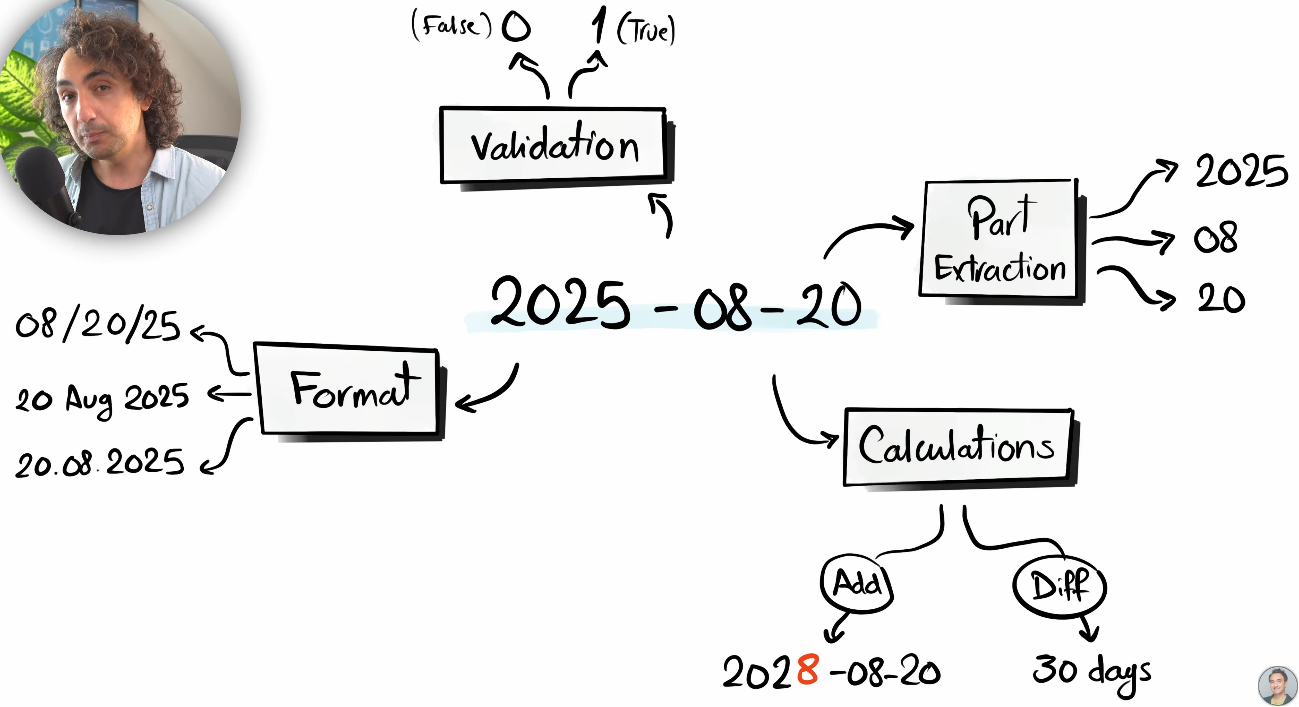 (False) 0 1 (True)
Validation
Part
Extraction
2025
08
20
2025-08-20
Format
08/20/25
20 Aug 2025
20.08.2025
Calculations
Add
Diff
2028-08-20
30 days